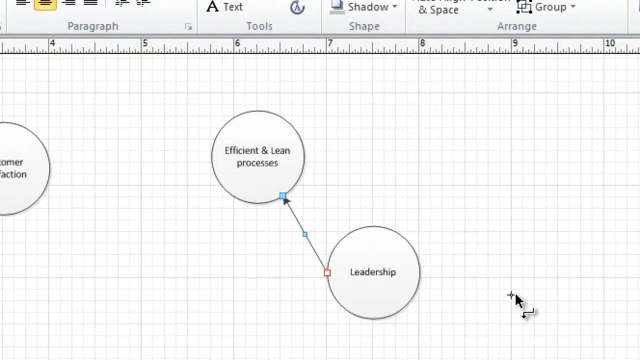 Text
Shadow
& Space
Group
Paragraph
Tools
Shape
Arrange
4 5 6 7 8 9 10
Efficient & Lean
processes
Leadership